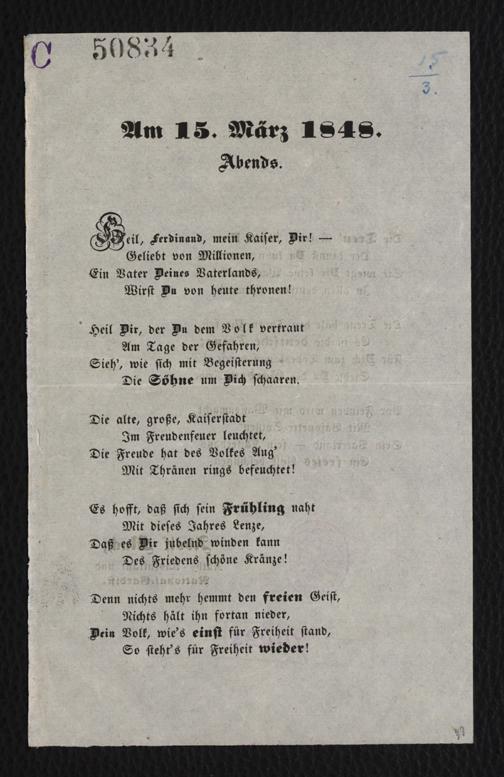 C 50834
15
3.
Am 15. März 1848.
Abends.
Heil, Ferdinand, mein Kaiser, Dir! —
Geliebt von Millionen,
Ein Vater Deines Vaterlands,
Wirst Du von heute thronen!
Heil Dir, der Du dem Volk vertraut
Am Tage der Gefahren,
Sieh', wie sich mit Begeisterung
Die Söhne um Dich schaaren.
Die alte, große, Kaiserstadt
Im Freudenfeuer leuchtet,
Die Freude hat des Volkes Aug'
Mit Thränen rings befeuchtet!
Es hofft, daß sich sein Frühling naht
Mit dieses Jahres Lenze,
Daß es Dir jubelnd winden kann
Des Friedens schöne Kränze!
Denn nichts mehr hemmt den freien Geist,
Nichts hält ihn fortan nieder,
Dein Volk, wie's einst für Freiheit stand,
So steht's für Freiheit wieder!